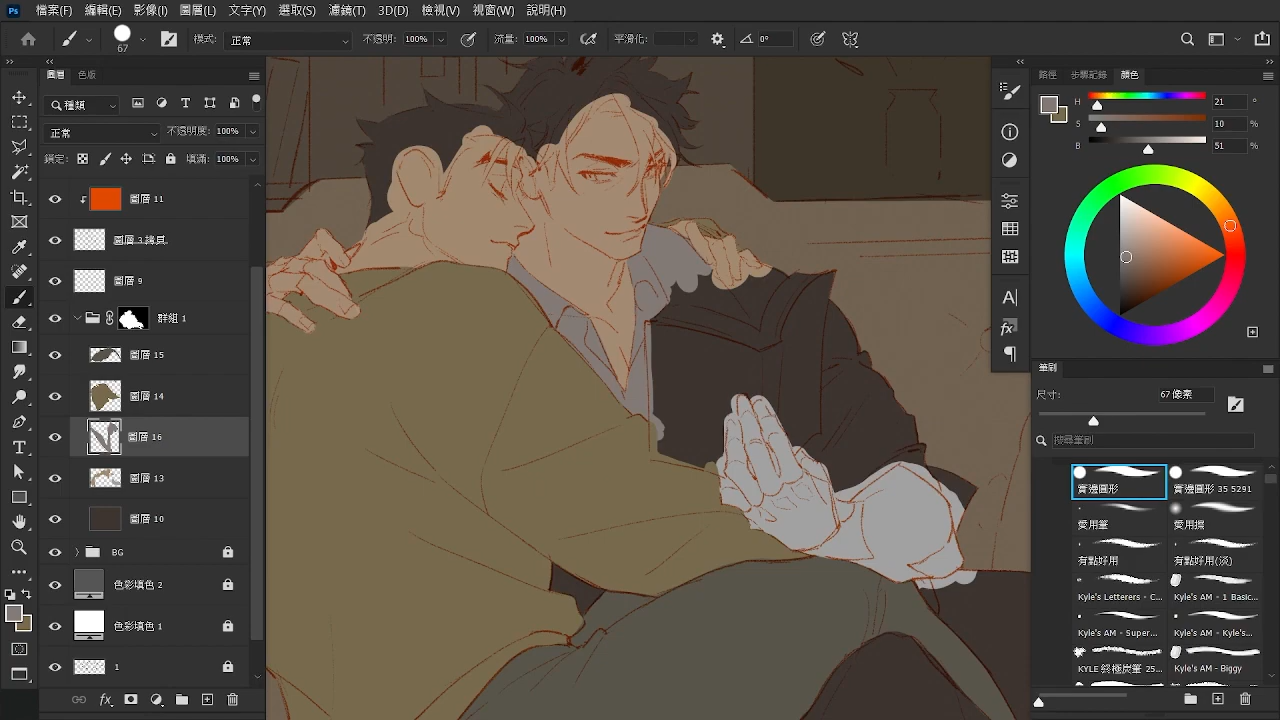 Ps 檔案(F) 編輯(E) 影像(I) 圖層(L) 文字(Y) 選取(S) 濾鏡(T) 3D(D) 檢視(V) 視窗(W) 說明(H)
67 模式: 正常 不透明: 100% 流量: 100% 平滑化: 0°
圖層 色版
種類
正常 不透明度: 100%
鎖定: 填滿: 100%
圖層 11
圖層 9
群組 1
圖層 15
圖層 14
圖層 16
圖層 13
圖層 10
BG
色彩填色 2
色彩填色 1
1
路徑 步驟記錄 顏色
H 21 °
S 10 %
B 51 %
筆刷
尺寸: 67 像素
搜尋筆刷
實邊圓形 實邊圓形 35 5291
愛用筆
有點好用 有點好用(淡)
Kyle's Letterers - C... Kyle's AM - 1 Basic...
Kyle's AM - Super... Kyle's AM - Kyle's...
KYLE 終極炭筆 25... Kyle's AM - Biggy